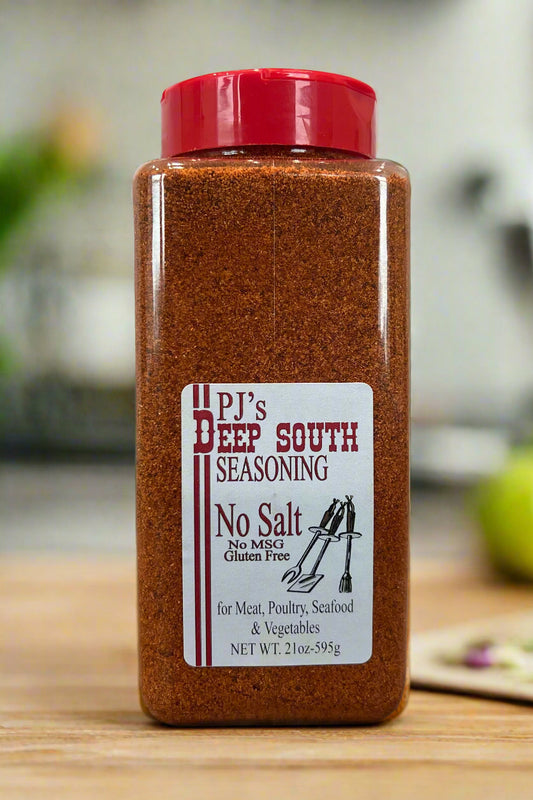 PJ's
DEEP SOUTH
SEASONING
No Salt
No MSG
Gluten Free
for Meat, Poultry, Seafood
& Vegetables
NET WT. 21oz-595g